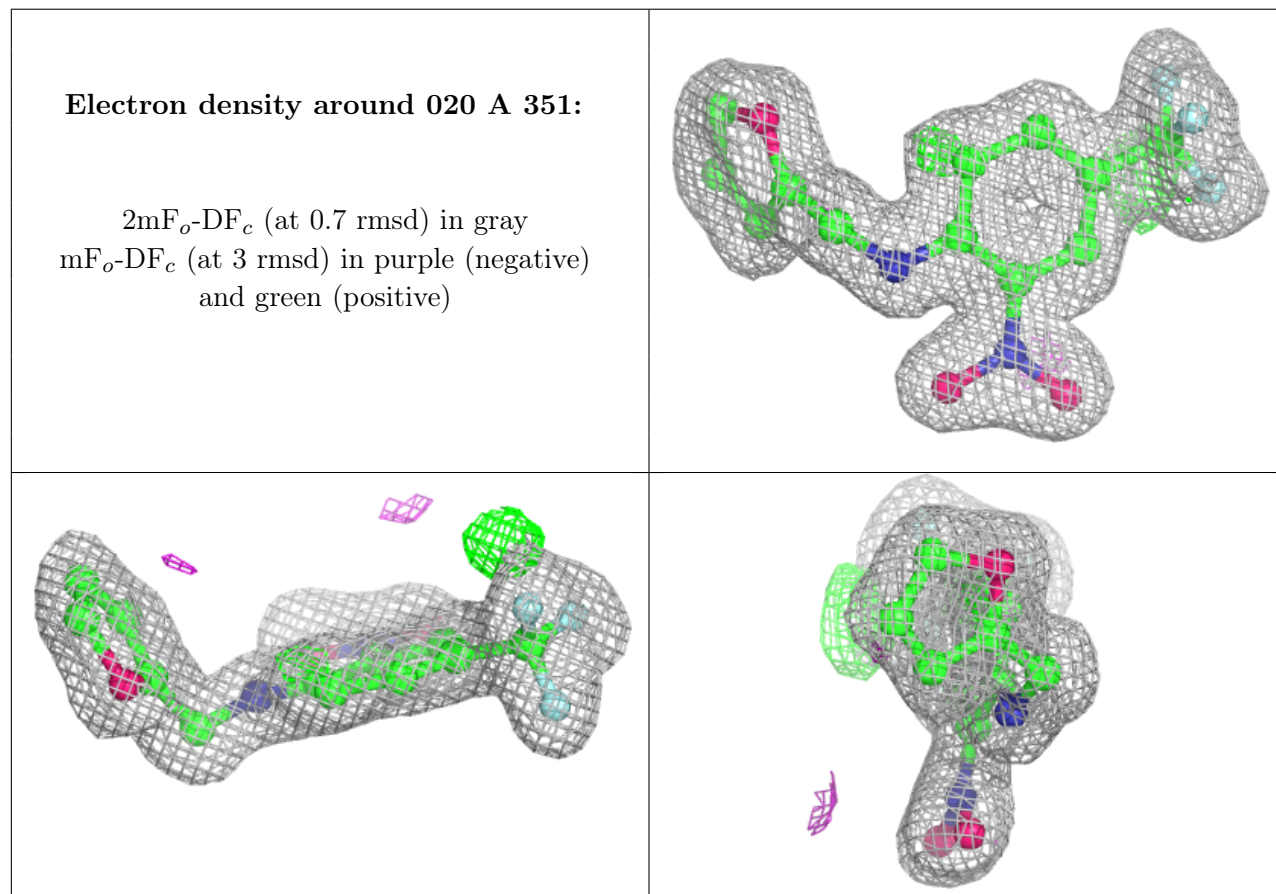 Electron density around 020 A 351:
2mFₒ-DF𝒸 (at 0.7 rmsd) in gray
mFₒ-DF𝒸 (at 3 rmsd) in purple (negative)
and green (positive)